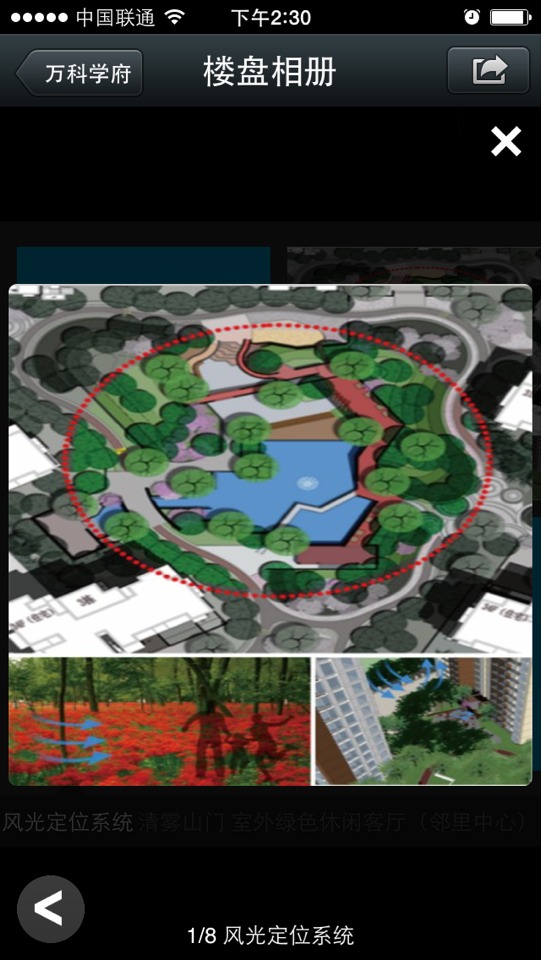 中国联通 下午2:30
万科学府 楼盘相册
3栋
风光定位系统 清雾山门 室外绿色休闲客厅（邻里中心）
1/8 风光定位系统